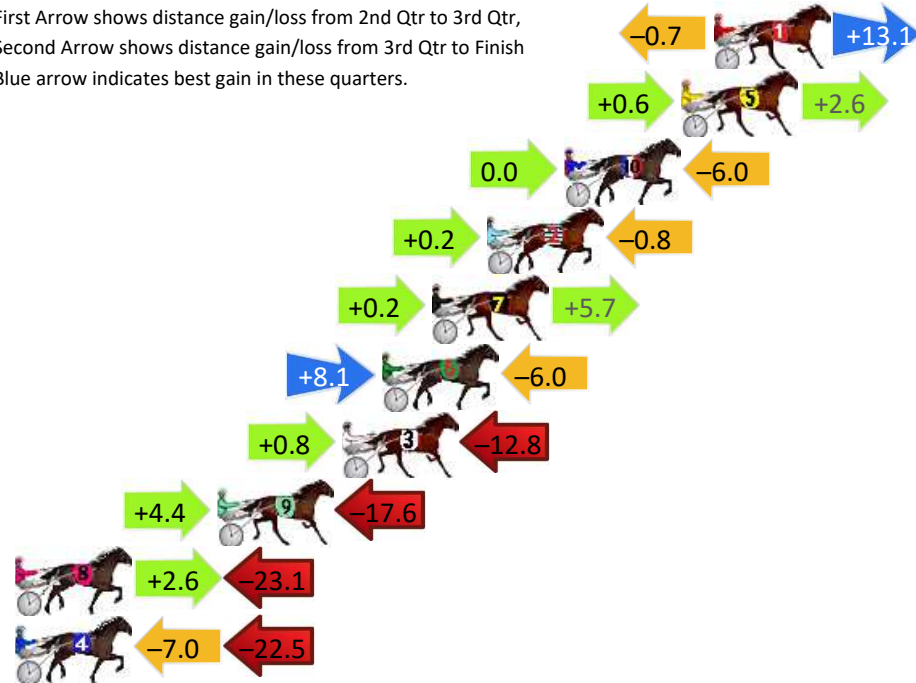 First Arrow shows distance gain/loss from 2nd Qtr to 3rd Qtr,
Second Arrow shows distance gain/loss from 3rd Qtr to Finish
Blue arrow indicates best gain in these quarters.
–0.7 1 +13.1
+0.6 5 +2.6
0.0 10 –6.0
+0.2 2 –0.8
+0.2 7 +5.7
+8.1 6 –6.0
+0.8 3 –12.8
+4.4 9 –17.6
8 +2.6 –23.1
4 –7.0 –22.5